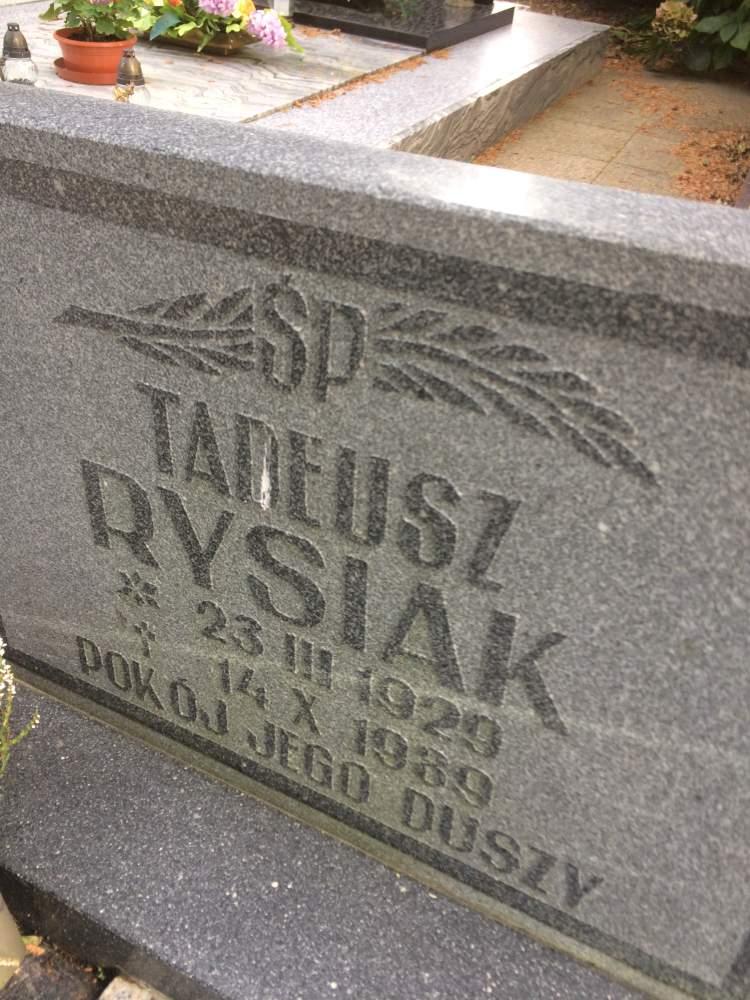 ŚP
TADEUSZ
RYSIAK
* 23 III 1929
† 14 X 1989
POKÓJ JEGO DUSZY